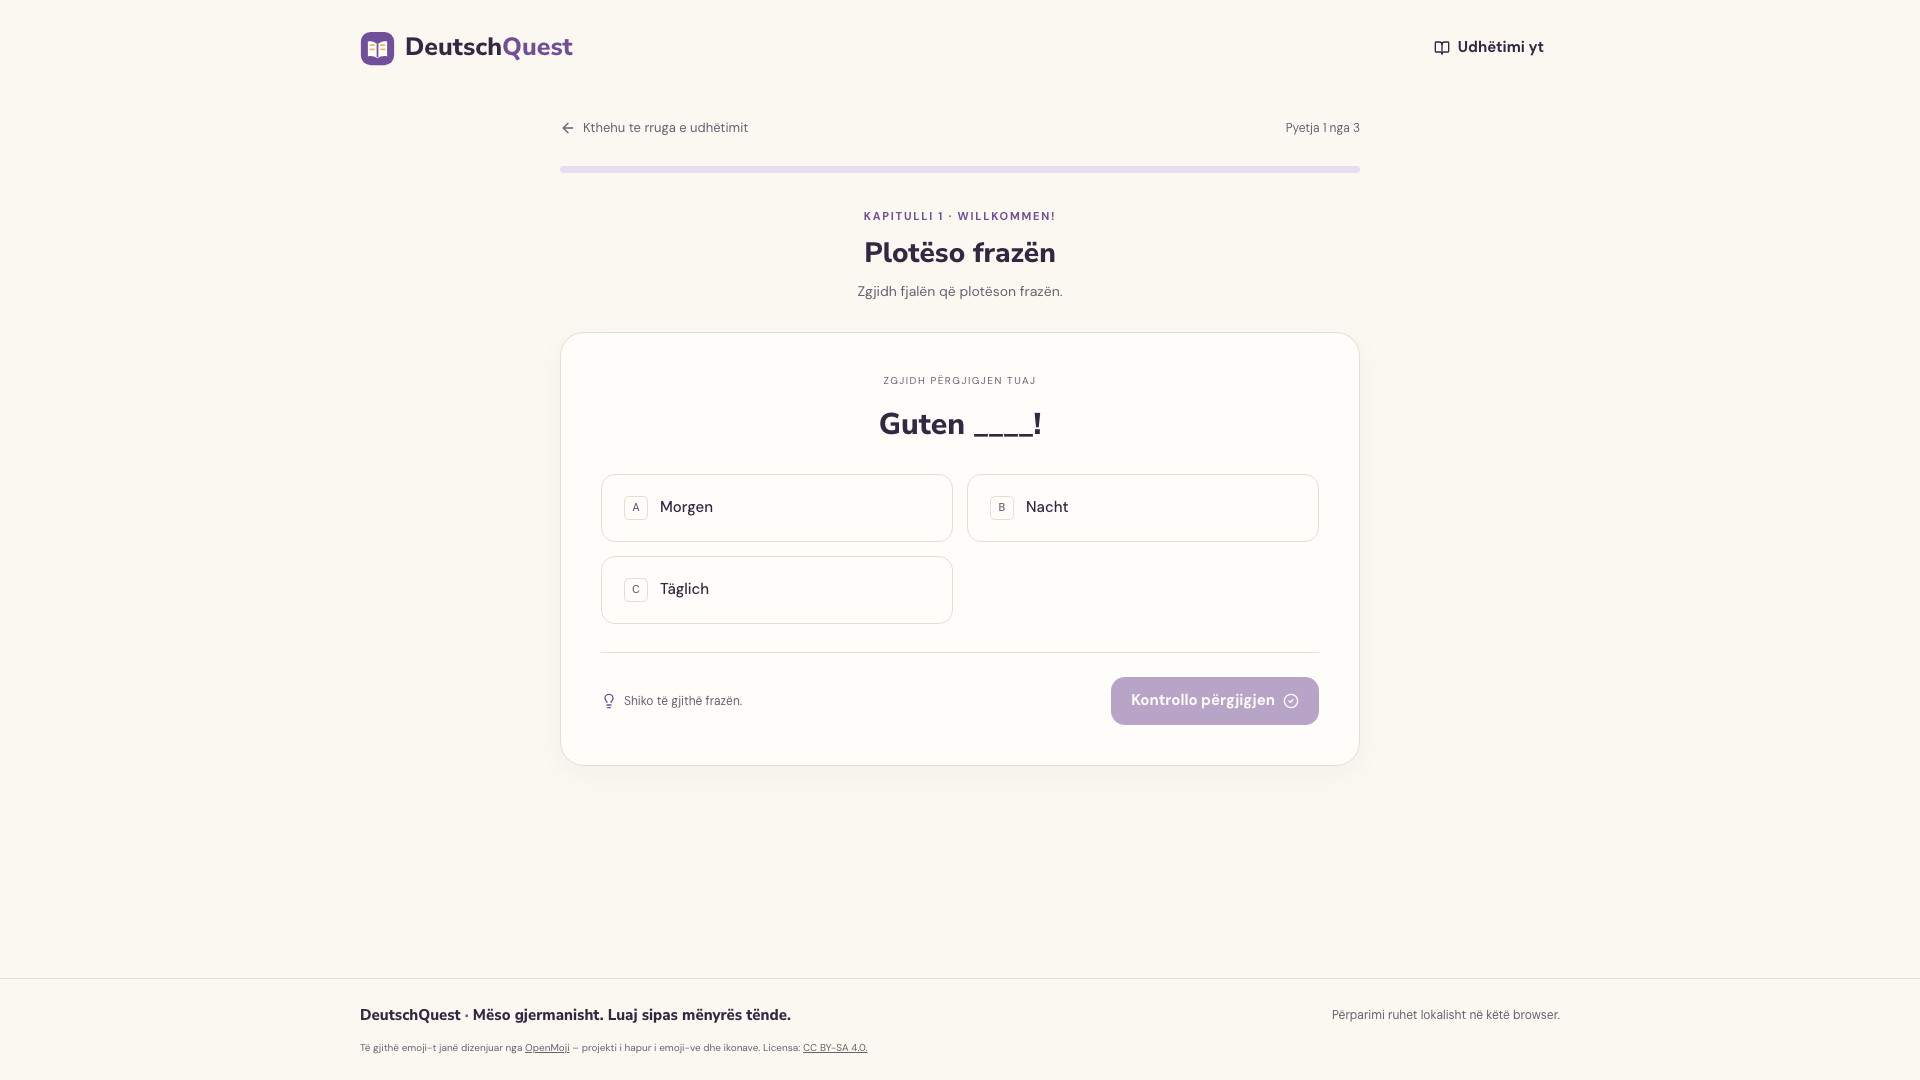 DeutschQuest
Udhëtimi yt
Kthehu te rruga e udhëtimit
Pyetja 1 nga 3
KAPITULLI 1 · WILLKOMMEN!
Plotëso frazën
Zgjidh fjalën që plotëson frazën.
ZGJIDH PËRGJIGJEN TUAJ
Guten ____!
A Morgen
B Nacht
C Täglich
Shiko të gjithë frazën.
Kontrollo përgjigjen
DeutschQuest · Mëso gjermanisht. Luaj sipas mënyrës tënde.
Përparimi ruhet lokalisht në këtë browser.
Të gjithë emoji-t janë dizenjuar nga OpenMoji – projekti i hapur i emoji-ve dhe ikonave. Licensa: CC BY-SA 4.0.